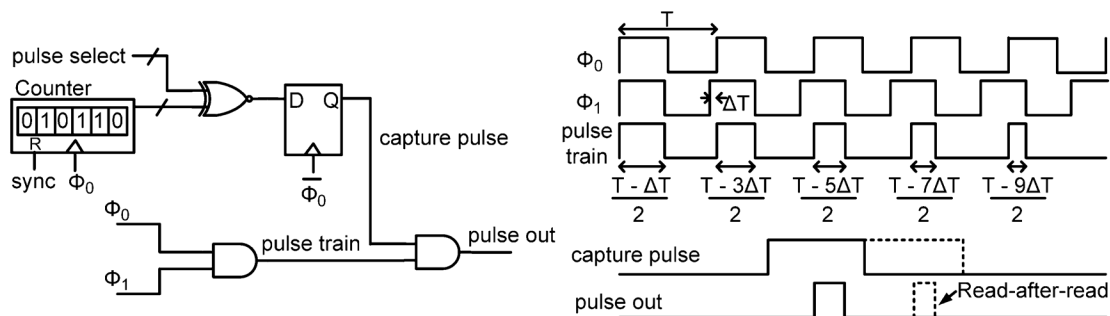 pulse select
Counter
0 1 0 1 1 0
R
sync Φ0
D Q
Φ̅0
capture pulse
Φ0
Φ1
pulse train
pulse out
T
Φ0
Φ1
ΔT
pulse
train
T - ΔT T - 3ΔT T - 5ΔT T - 7ΔT T - 9ΔT
2 2 2 2 2
capture pulse
pulse out
Read-after-read